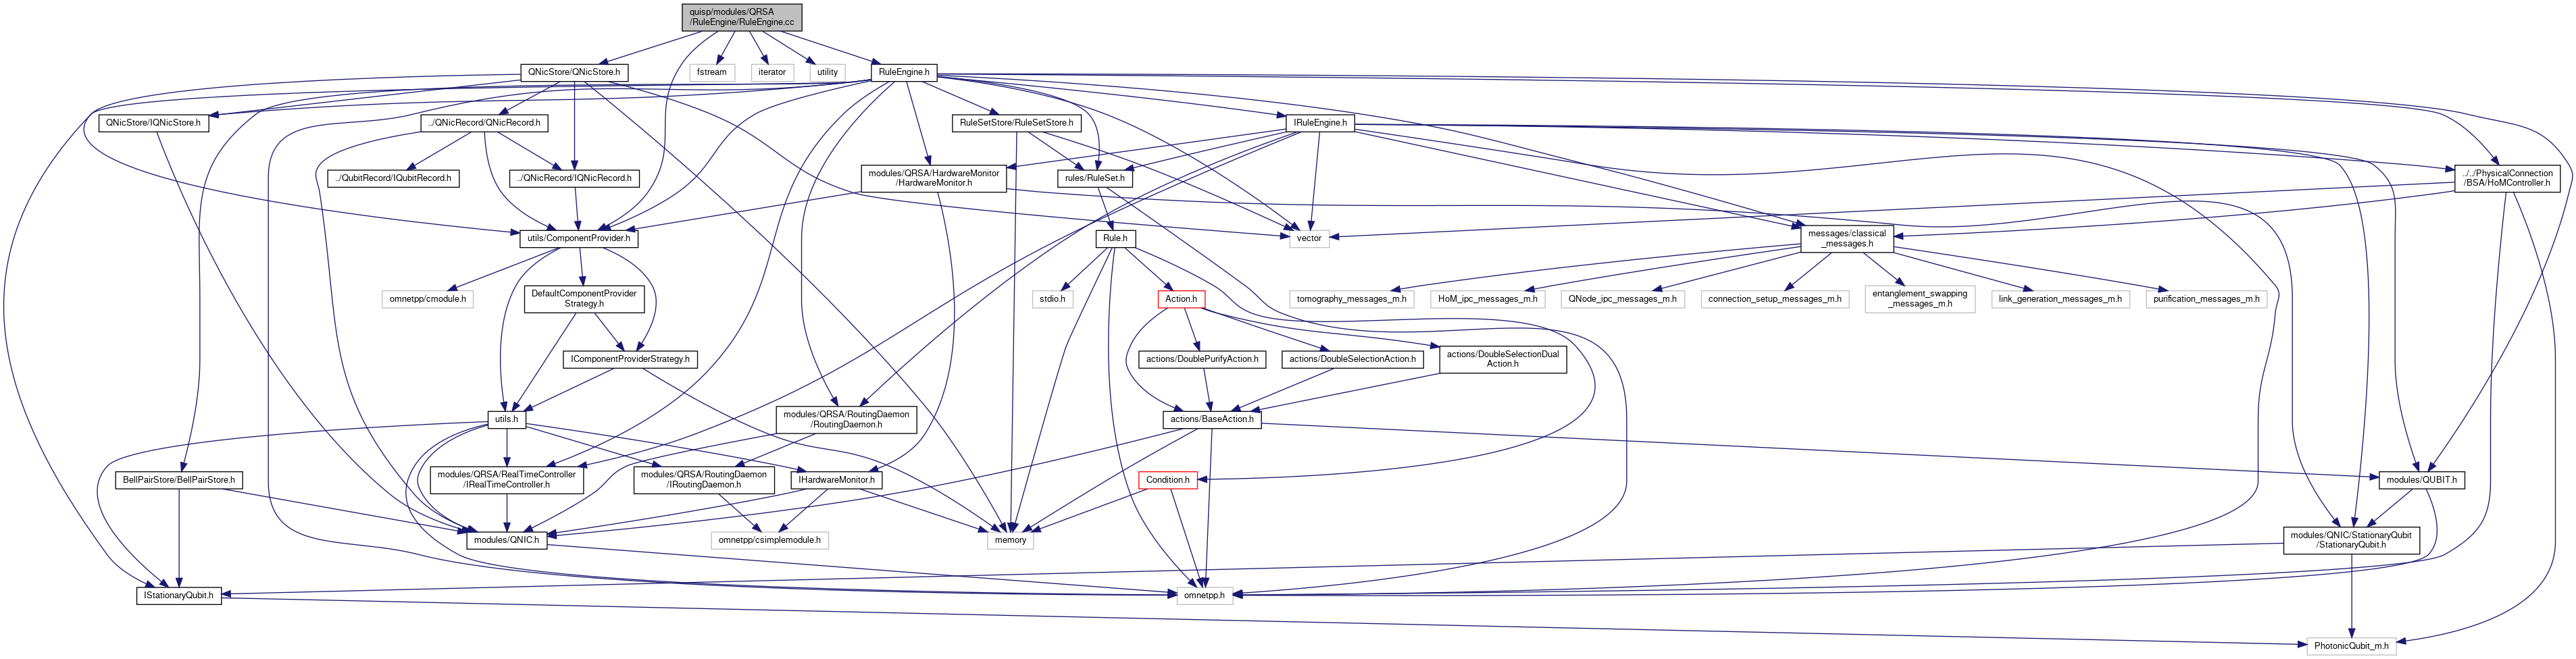 quisp/modules/QRSA
/RuleEngine/RuleEngine.cc
QNicStore/QNicStore.h
fstream
iterator
utility
RuleEngine.h
QNicStore/IQNicStore.h
../QNicRecord/QNicRecord.h
RuleSetStore/RuleSetStore.h
IRuleEngine.h
../QubitRecord/IQubitRecord.h
../QNicRecord/IQNicRecord.h
modules/QRSA/HardwareMonitor
/HardwareMonitor.h
rules/RuleSet.h
../../PhysicalConnection
/BSA/HoMController.h
utils/ComponentProvider.h
Rule.h
vector
messages/classical
_messages.h
omnetpp/cmodule.h
DefaultComponentProvider
Strategy.h
stdio.h
Action.h
tomography_messages_m.h
HoM_ipc_messages_m.h
QNode_ipc_messages_m.h
connection_setup_messages_m.h
entanglement_swapping
_messages_m.h
link_generation_messages_m.h
purification_messages_m.h
IComponentProviderStrategy.h
actions/DoublePurifyAction.h
actions/DoubleSelectionAction.h
actions/DoubleSelectionDual
Action.h
utils.h
modules/QRSA/RoutingDaemon
/RoutingDaemon.h
actions/BaseAction.h
BellPairStore/BellPairStore.h
modules/QRSA/RealTimeController
/IRealTimeController.h
modules/QRSA/RoutingDaemon
/IRoutingDaemon.h
IHardwareMonitor.h
Condition.h
modules/QUBIT.h
modules/QNIC.h
omnetpp/csimplemodule.h
memory
modules/QNIC/StationaryQubit
/StationaryQubit.h
IStationaryQubit.h
omnetpp.h
PhotonicQubit_m.h